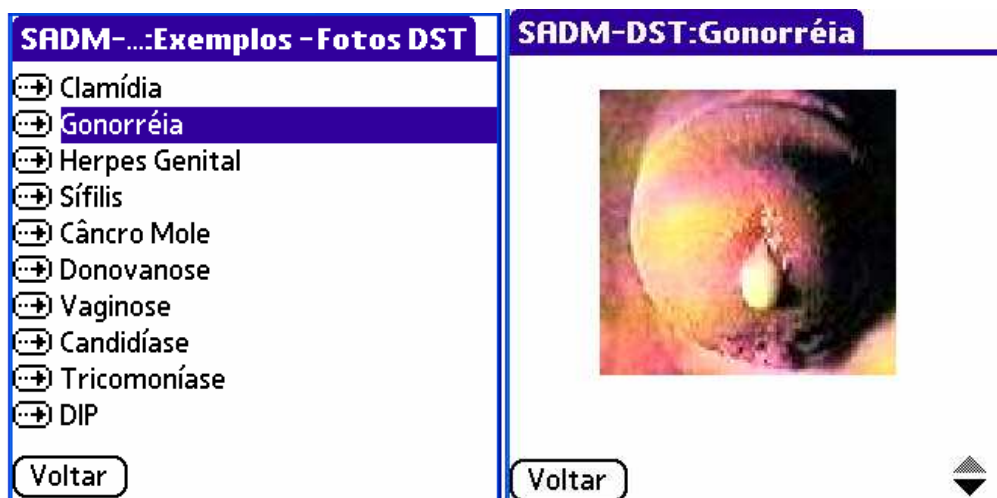 SADM-...:Exemplos -Fotos DST
Clamídia
Gonorréia
Herpes Genital
Sífilis
Câncro Mole
Donovanose
Vaginose
Candidíase
Tricomoníase
DIP
Voltar
SADM-DST:Gonorréia
Voltar